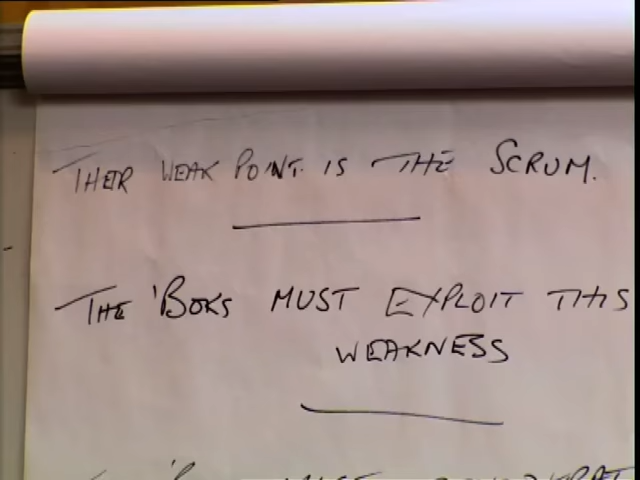 THEIR WEAK POINT IS THE SCRUM.
THE 'BOKS MUST EXPLOIT THIS
WEAKNESS